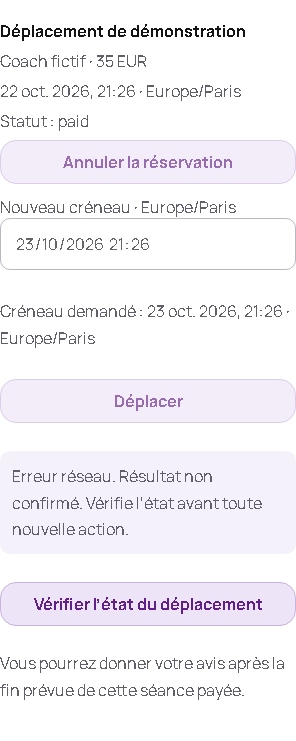 Déplacement de démonstration
Coach fictif · 35 EUR
22 oct. 2026, 21:26 · Europe/Paris
Statut : paid
Annuler la réservation
Nouveau créneau · Europe/Paris
23/10/2026 21:26
Créneau demandé : 23 oct. 2026, 21:26 ·
Europe/Paris
Déplacer
Erreur réseau. Résultat non
confirmé. Vérifie l'état avant toute
nouvelle action.
Vérifier l'état du déplacement
Vous pourrez donner votre avis après la
fin prévue de cette séance payée.